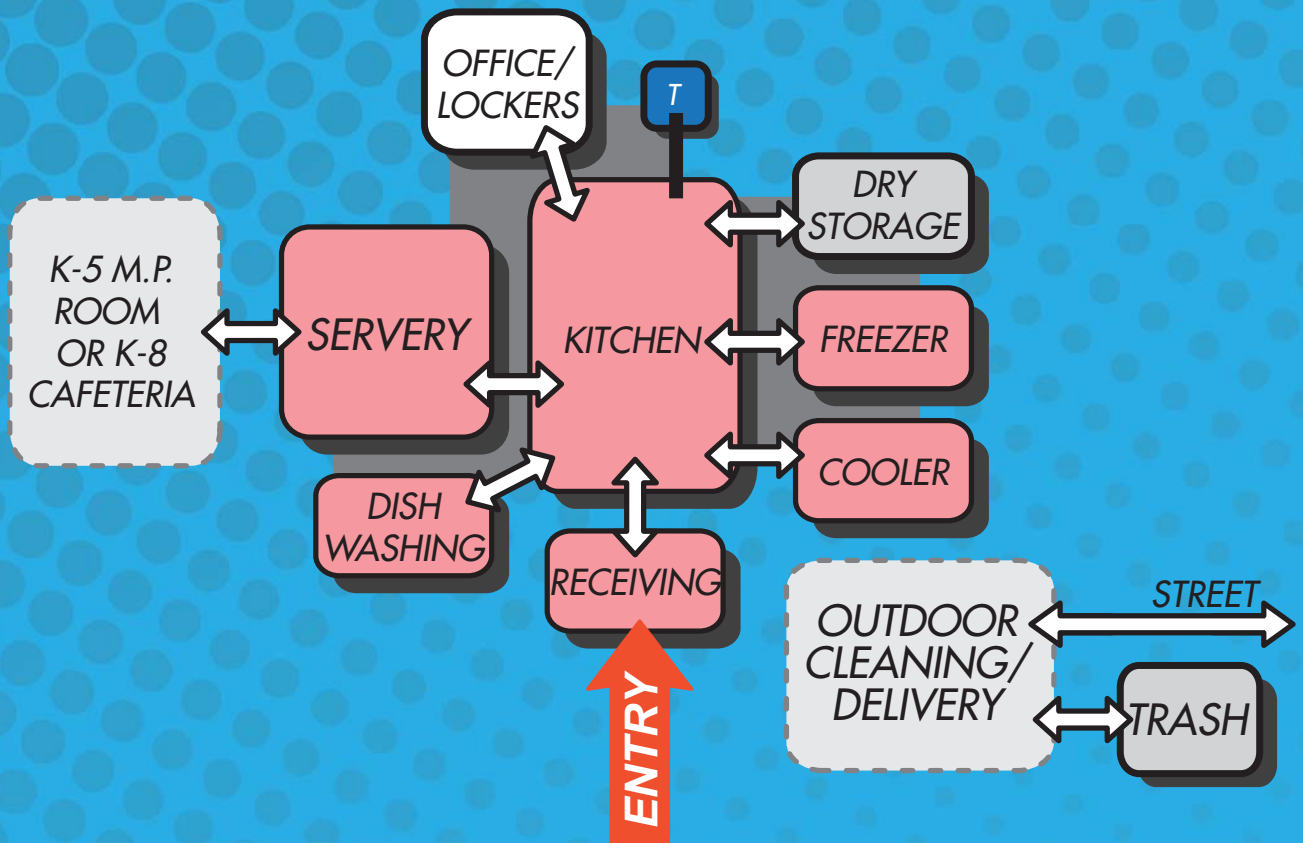 OFFICE/
LOCKERS
T
DRY
STORAGE
K-5 M.P.
ROOM
OR K-8
CAFETERIA
SERVERY
KITCHEN
FREEZER
COOLER
DISH
WASHING
RECEIVING
ENTRY
OUTDOOR
CLEANING/
DELIVERY
STREET
TRASH